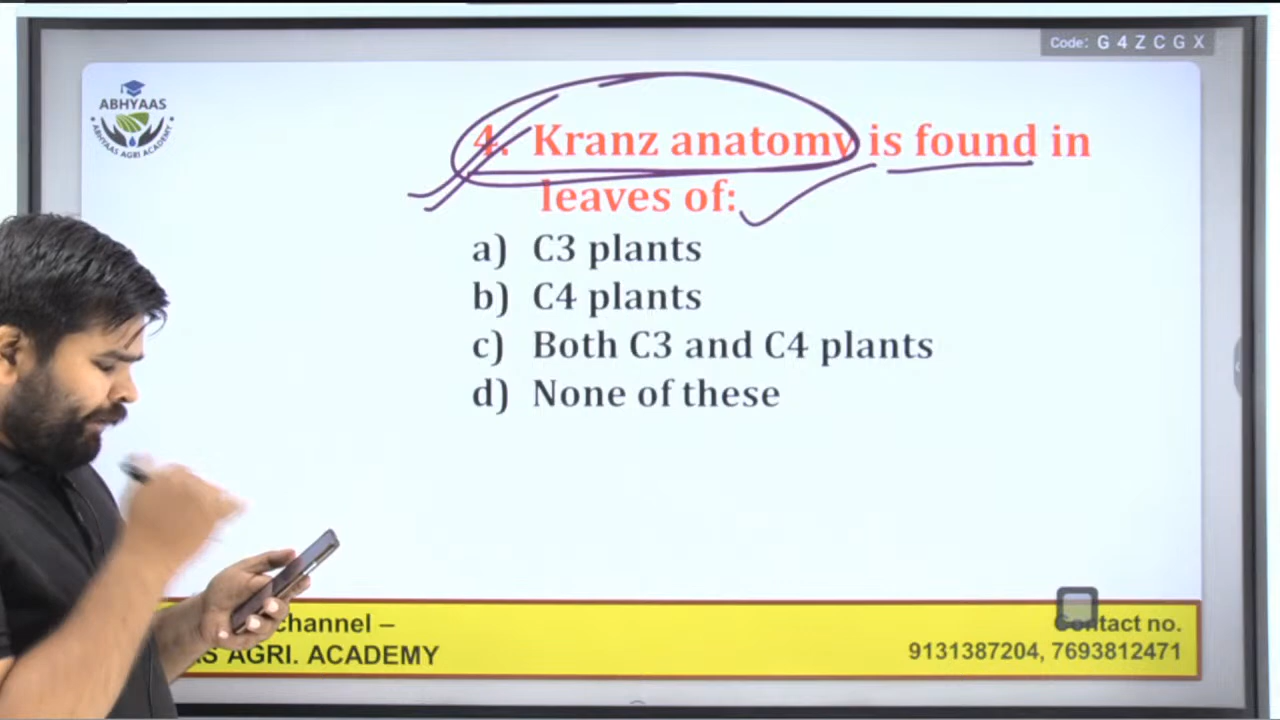 Code: G 4 Z C G X
ABHYAAS
ABHYAAS AGRI ACADEMY
4. Kranz anatomy is found in
leaves of:
a) C3 plants
b) C4 plants
c) Both C3 and C4 plants
d) None of these
channel –
AGRI. ACADEMY
Contact no.
9131387204, 7693812471